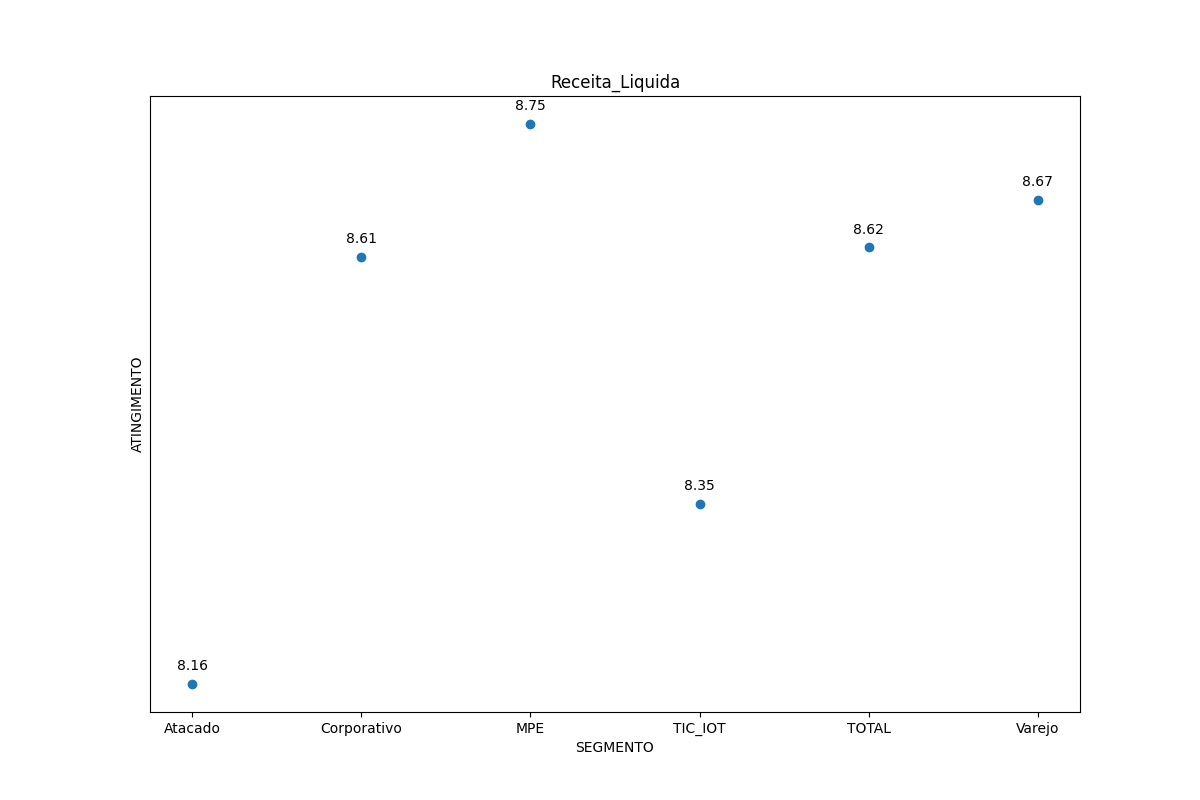 Receita_Liquida
8.75
8.67
8.61
8.62
8.35
8.16
ATINGIMENTO
Atacado Corporativo MPE TIC_IOT TOTAL Varejo
SEGMENTO